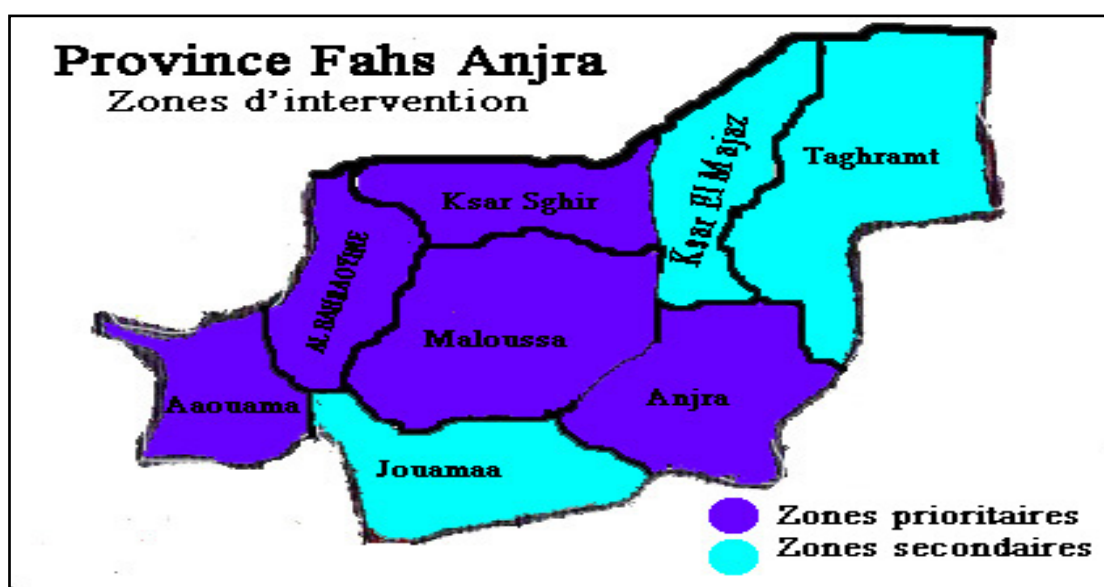 Province Fahs Anjra
Zones d'intervention
Taghramt
Ksar El Majaz
Ksar Sghir
AL BAHRAOYINE
Maloussa
Anjra
Aaouama
Jouamaa
Zones prioritaires
Zones secondaires